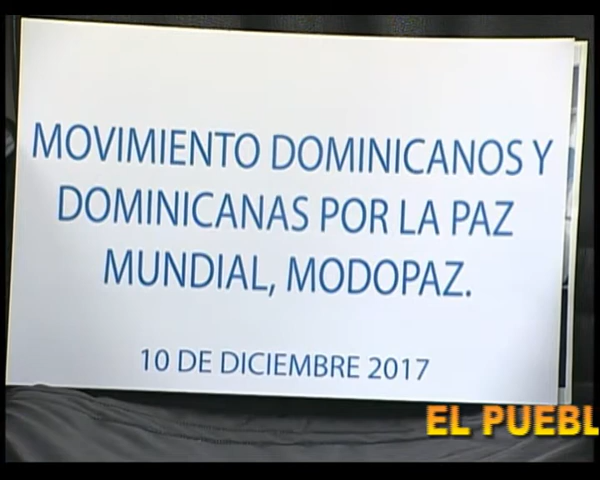 MOVIMIENTO DOMINICANOS Y
DOMINICANAS POR LA PAZ
MUNDIAL, MODOPAZ.
10 DE DICIEMBRE 2017
EL PUEBL